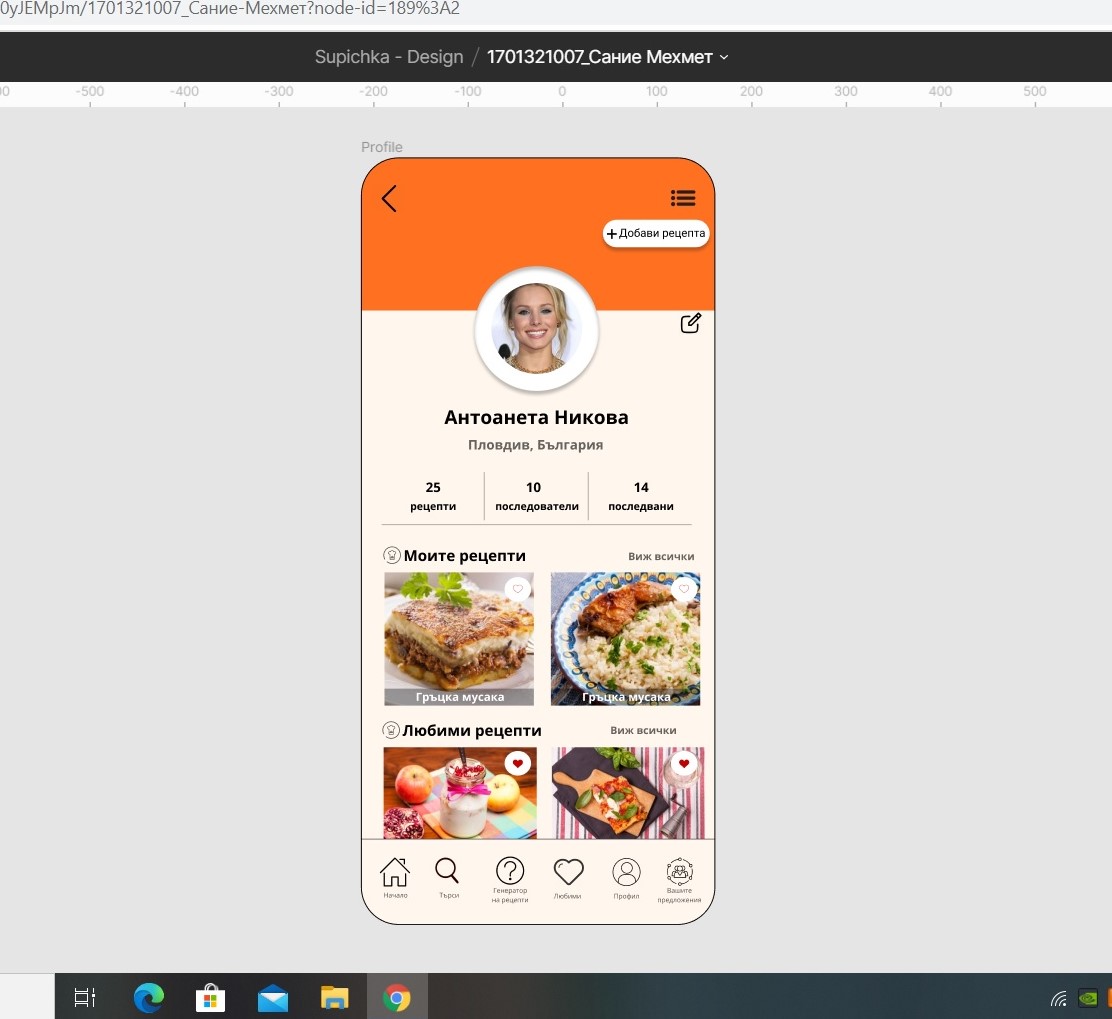 0yJEMpJm/1701321007_Сание-Мехмет?node-id=189%3A2
Supichka - Design / 1701321007_Сание Мехмет
00 -500 -400 -300 -200 -100 0 100 200 300 400 500
Profile
+Добави рецепта
Антоанета Никова
Пловдив, България
25 10 14
рецепти последователи последвани
Моите рецепти Виж всички
Гръцка мусака Гръцка мусака
Любими рецепти Виж всички
Начало Търси Генератор на рецепти Любими Профил Вашите предложения